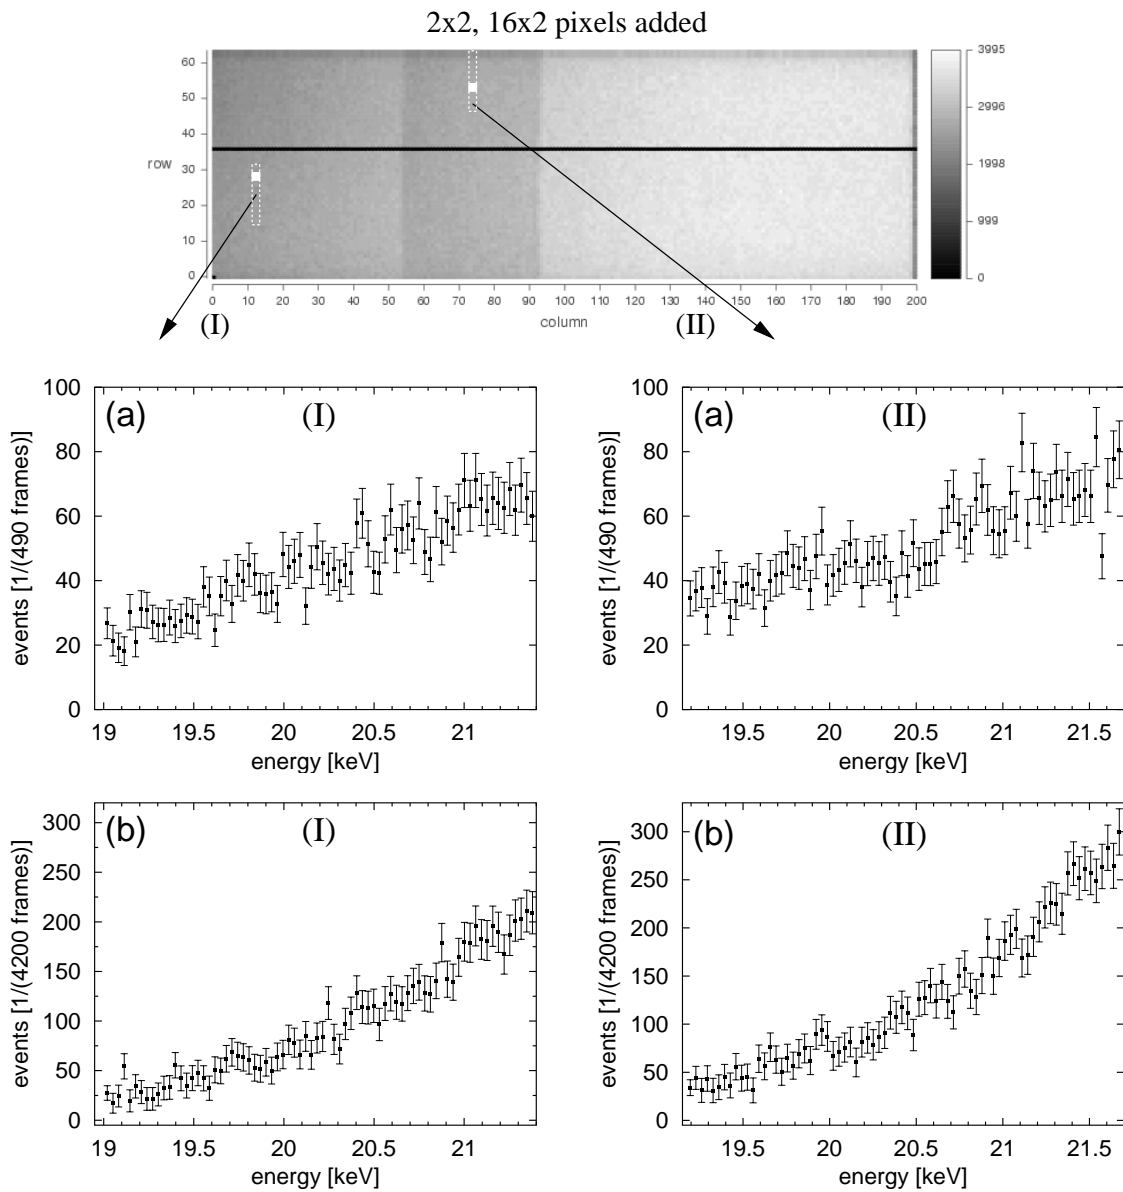 2x2, 16x2 pixels added
60
50
40
30
20
10
0
row
0 10 20 30 40 50 60 70 80 90 100 110 120 130 140 150 160 170 180 190 200
column
3995
2996
1998
999
0
(I)
(II)
(a)
(I)
100
80
60
40
20
0
events [1/(490 frames)]
19 19.5 20 20.5 21
energy [keV]
(a)
(II)
100
80
60
40
20
0
events [1/(490 frames)]
19.5 20 20.5 21 21.5
energy [keV]
(b)
(I)
300
250
200
150
100
50
0
events [1/(4200 frames)]
19 19.5 20 20.5 21
energy [keV]
(b)
(II)
300
250
200
150
100
50
0
events [1/(4200 frames)]
19.5 20 20.5 21 21.5
energy [keV]